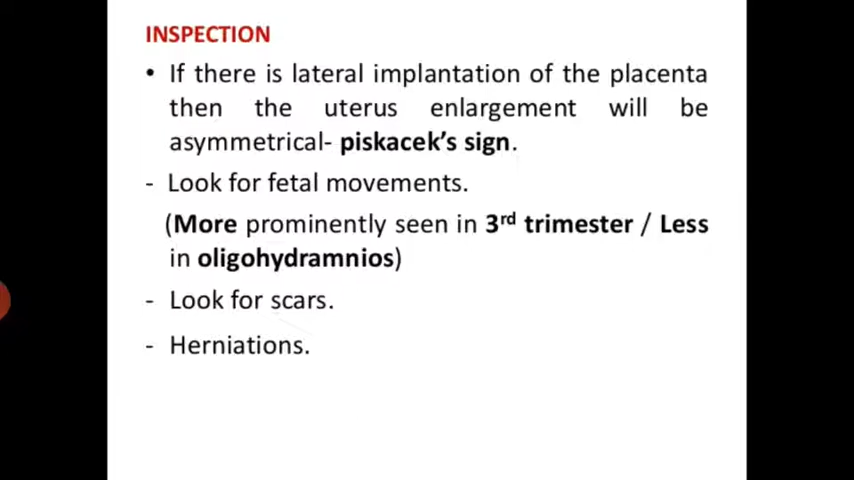 INSPECTION
• If there is lateral implantation of the placenta
then the uterus enlargement will be
asymmetrical- piskacek’s sign.
- Look for fetal movements.
(More prominently seen in 3rd trimester / Less
in oligohydramnios)
- Look for scars.
- Herniations.